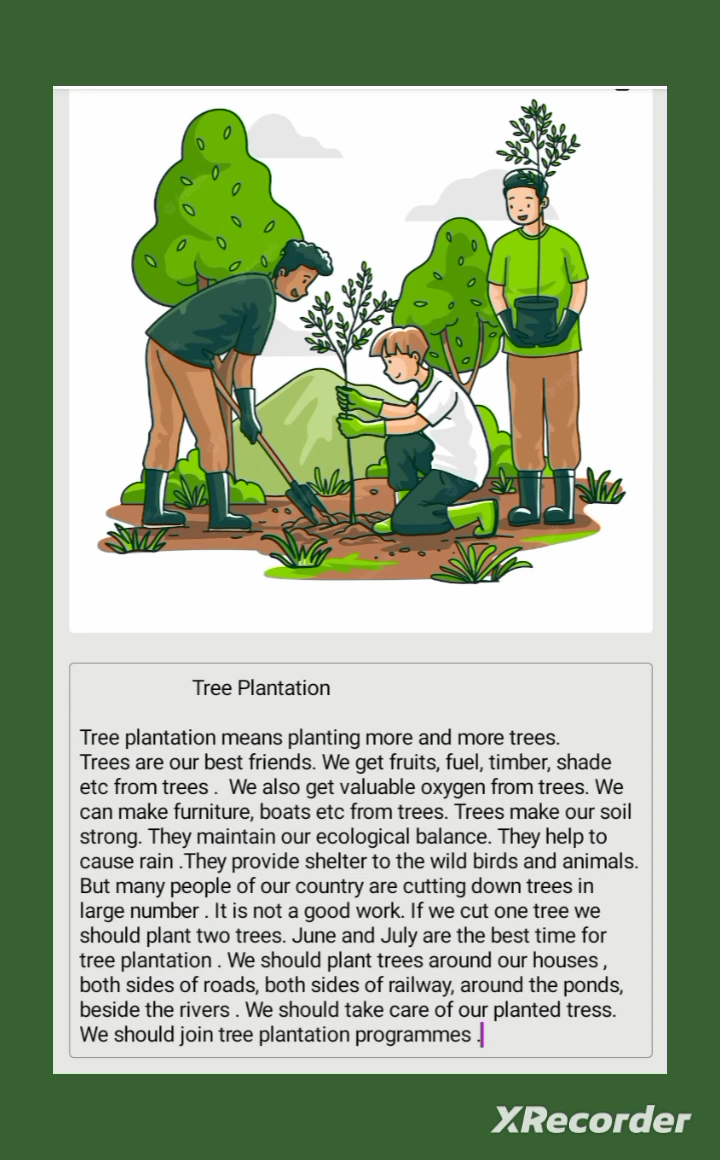 Tree Plantation
Tree plantation means planting more and more trees.
Trees are our best friends. We get fruits, fuel, timber, shade
etc from trees .  We also get valuable oxygen from trees. We
can make furniture, boats etc from trees. Trees make our soil
strong. They maintain our ecological balance. They help to
cause rain .They provide shelter to the wild birds and animals.
But many people of our country are cutting down trees in
large number . It is not a good work. If we cut one tree we
should plant two trees. June and July are the best time for
tree plantation . We should plant trees around our houses ,
both sides of roads, both sides of railway, around the ponds,
beside the rivers . We should take care of our planted tress.
We should join tree plantation programmes .
XRecorder